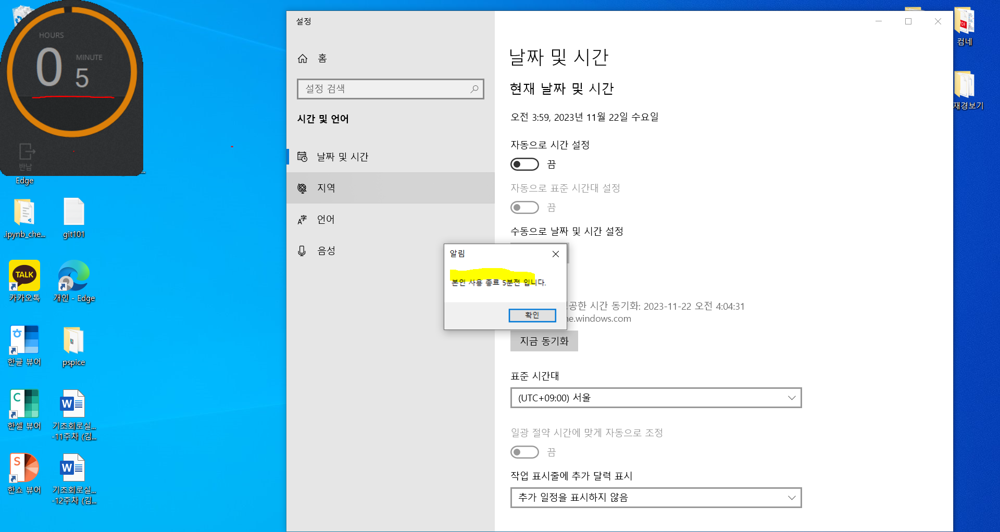 HOURS
0
MINUTE
5
반납
Edge
.ipynb_che...
git101
카카오톡
개인 - Edge
한글 뷰어
pspice
한셀 뷰어
기초회로실...
-11주차 (김...
한쇼 뷰어
기초회로실...
-12주차 (김...
TALK
설정
홈
설정 검색
시간 및 언어
날짜 및 시간
지역
언어
음성
날짜 및 시간
현재 날짜 및 시간
오전 3:59, 2023년 11월 22일 수요일
자동으로 시간 설정
끔
자동으로 표준 시간대 설정
끔
수동으로 날짜 및 시간 설정
알림
본인 사용 종료 5분전 입니다.
확인
공한 시간 동기화: 2023-11-22 오전 4:04:31
ne.windows.com
지금 동기화
표준 시간대
(UTC+09:00) 서울
일광 절약 시간에 맞게 자동으로 조정
끔
작업 표시줄에 추가 달력 표시
추가 일정을 표시하지 않음
PDF
컴네
재경보기